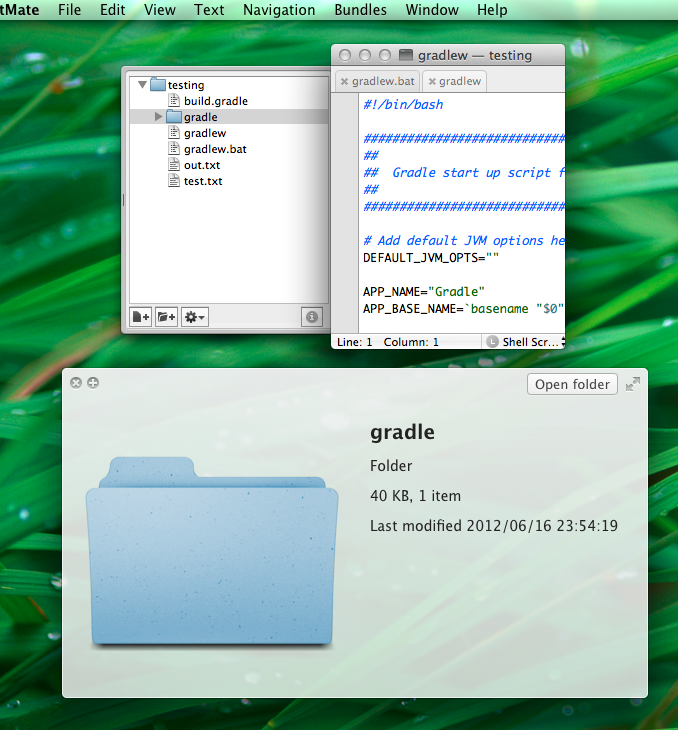 tMate File Edit View Text Navigation Bundles Window Help
testing
build.gradle
gradle
gradlew
gradlew.bat
out.txt
test.txt
gradlew — testing
gradlew.bat
gradlew
#!/bin/bash
############################
##
## Gradle start up script f
##
############################
# Add default JVM options he
DEFAULT_JVM_OPTS=""
APP_NAME="Gradle"
APP_BASE_NAME=`basename "$0"
Line: 1 Column: 1
L Shell Scr...
Open folder
gradle
Folder
40 KB, 1 item
Last modified 2012/06/16 23:54:19